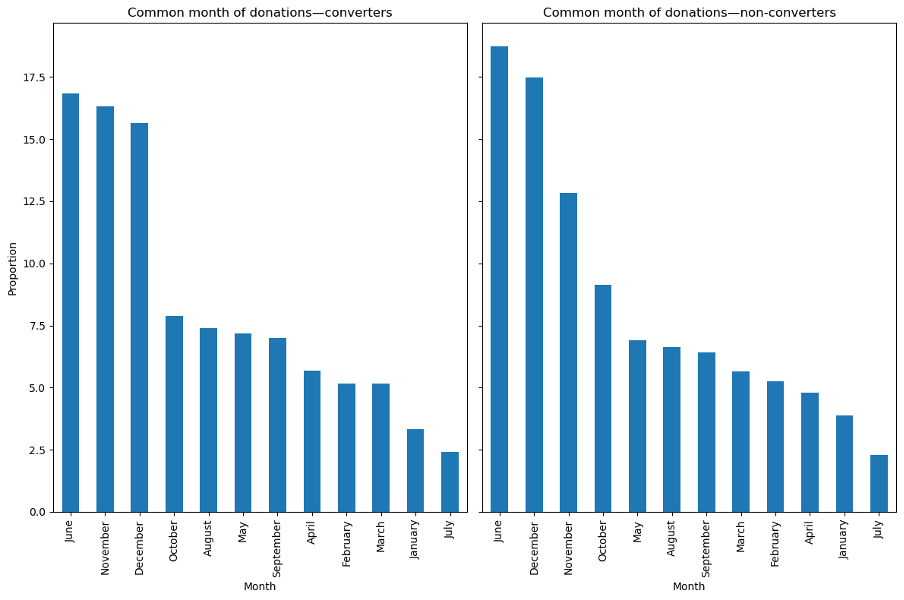 Common month of donations—converters
Common month of donations—non-converters
Proportion
17.5
15.0
12.5
10.0
7.5
5.0
2.5
0.0
June
November
December
October
August
May
September
April
February
March
January
July
Month
June
December
November
October
May
August
September
March
February
April
January
July
Month